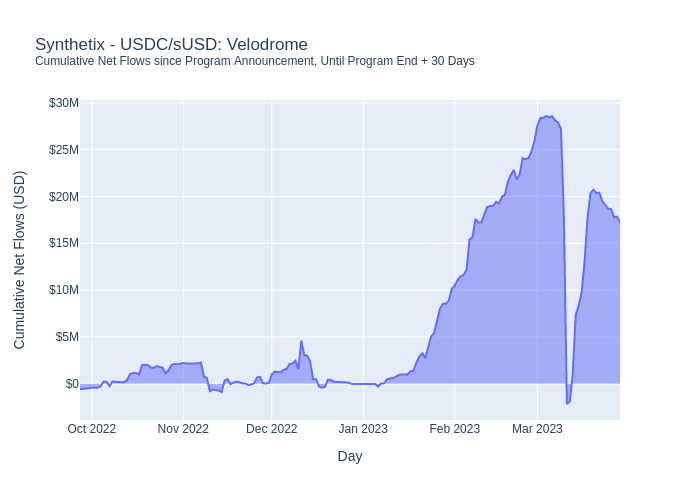 Synthetix - USDC/sUSD: Velodrome
Cumulative Net Flows since Program Announcement, Until Program End + 30 Days
Cumulative Net Flows (USD)
$30M
$25M
$20M
$15M
$10M
$5M
$0
Oct 2022
Nov 2022
Dec 2022
Jan 2023
Feb 2023
Mar 2023
Day